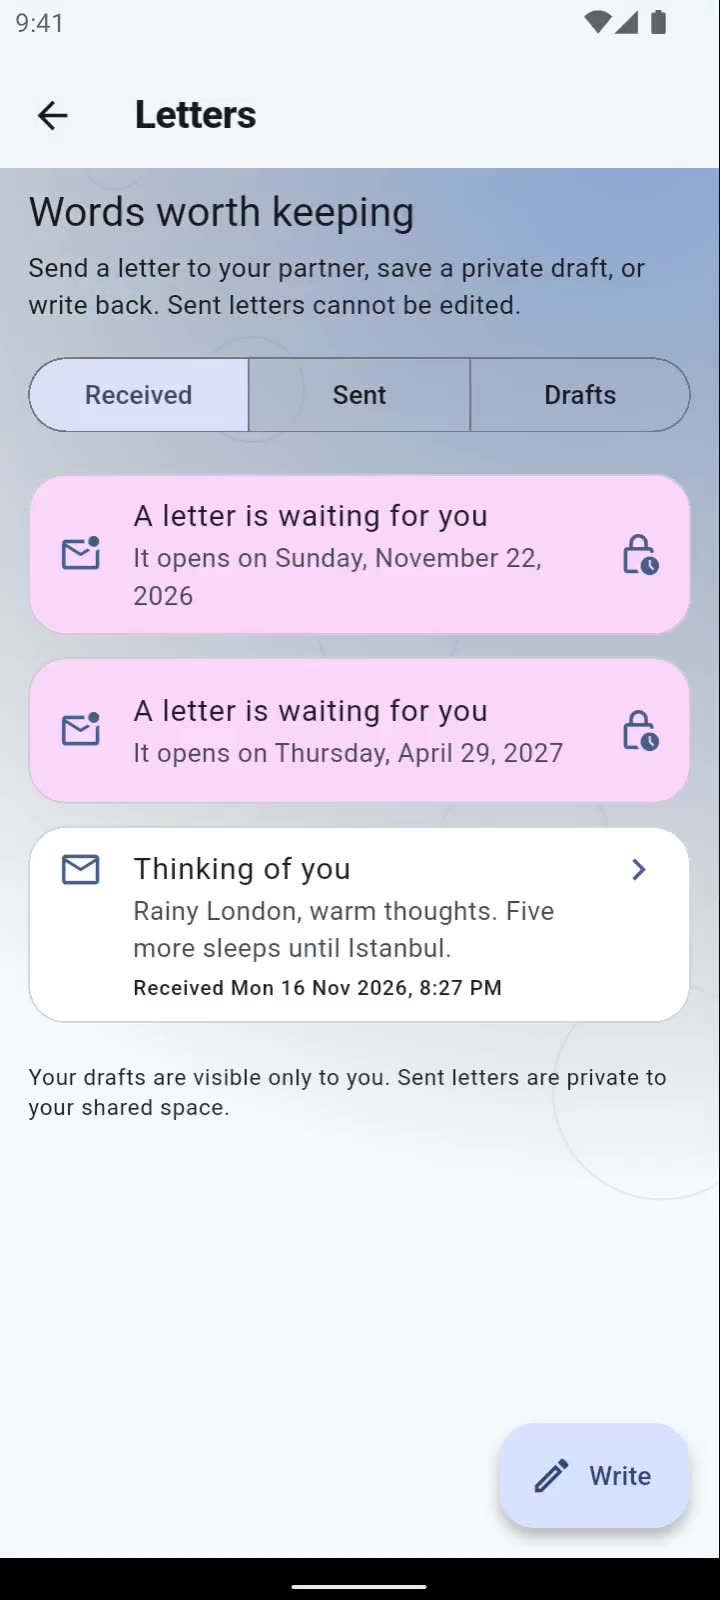 9:41
Letters
Words worth keeping
Send a letter to your partner, save a private draft, or
write back. Sent letters cannot be edited.
Received
Sent
Drafts
A letter is waiting for you
It opens on Sunday, November 22,
2026
A letter is waiting for you
It opens on Thursday, April 29, 2027
Thinking of you
Rainy London, warm thoughts. Five
more sleeps until Istanbul.
Received Mon 16 Nov 2026, 8:27 PM
Your drafts are visible only to you. Sent letters are private to
your shared space.
Write